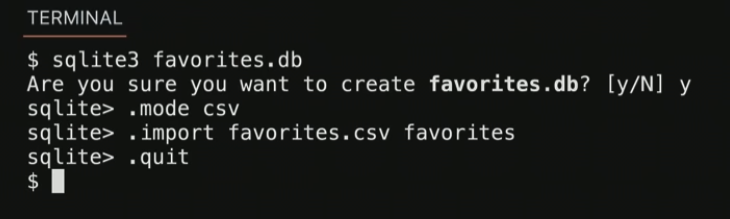 TERMINAL
$ sqlite3 favorites.db
Are you sure you want to create favorites.db? [y/N] y
sqlite> .mode csv
sqlite> .import favorites.csv favorites
sqlite> .quit
$